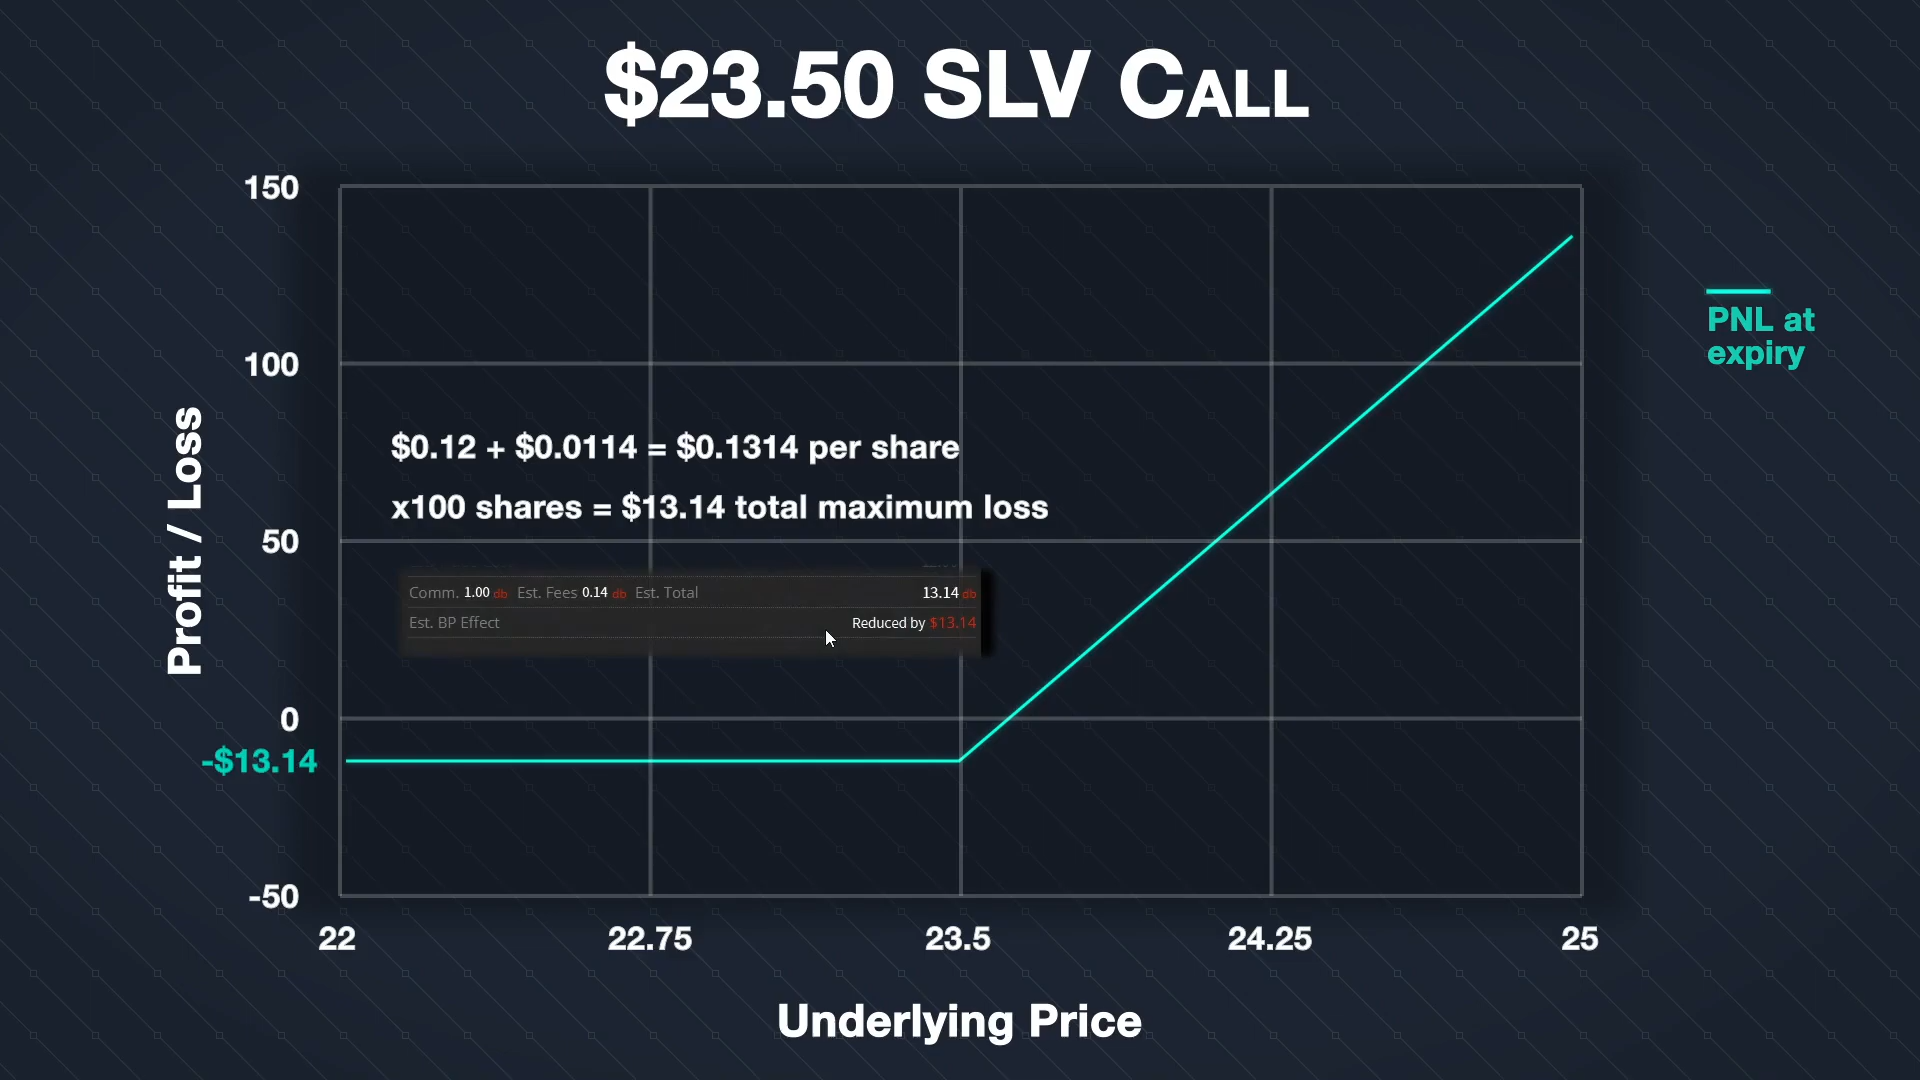 $23.50 SLV CALL
150
100
50
0
-$13.14
-50
Profit / Loss
$0.12 + $0.0114 = $0.1314 per share
x100 shares = $13.14 total maximum loss
Comm. 1.00 db Est. Fees 0.14 db Est. Total 13.14 db
Est. BP Effect Reduced by $13.14
PNL at
expiry
22 22.75 23.5 24.25 25
Underlying Price